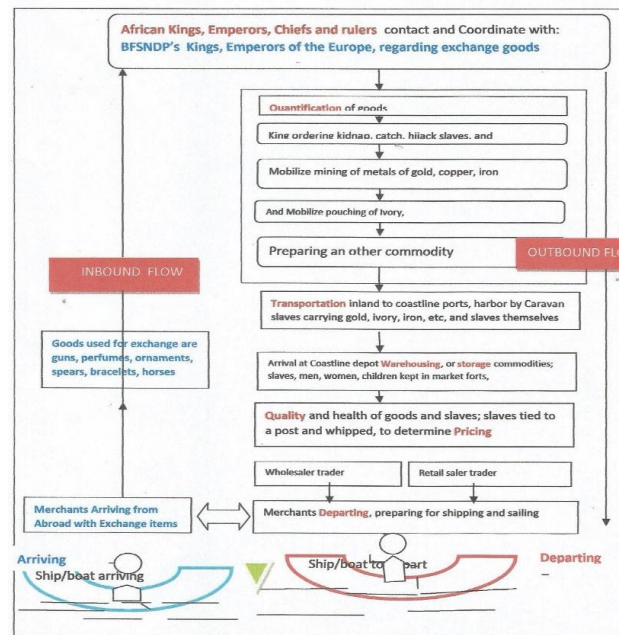 African Kings, Emperors, Chiefs and rulers contact and Coordinate with:
BFSNDP's Kings, Emperors of the Europe, regarding exchange goods
Quantification of goods
King ordering kidnap, catch, hijack slaves, and
Mobilize mining of metals of gold, copper, iron
And Mobilize pouching of Ivory,
Preparing an other commodity
OUTBOUND FLO
INBOUND FLOW
Transportation inland to coastline ports, harbor by Caravan
slaves carrying gold, ivory, iron, etc, and slaves themselves
Goods used for exchange are
guns, perfumes, ornaments,
spears, bracelets, horses
Arrival at Coastline depot Warehousing, or storage commodities;
slaves, men, women, children kept in market forts,
Quality and health of goods and slaves; slaves tied to
a post and whipped, to determine Pricing
Wholesaler trader
Retail saler trader
Merchants Arriving from
Abroad with Exchange items
Merchants Departing, preparing for shipping and sailing
Arriving
Ship/boat arriving
Ship/boat to part
Departing